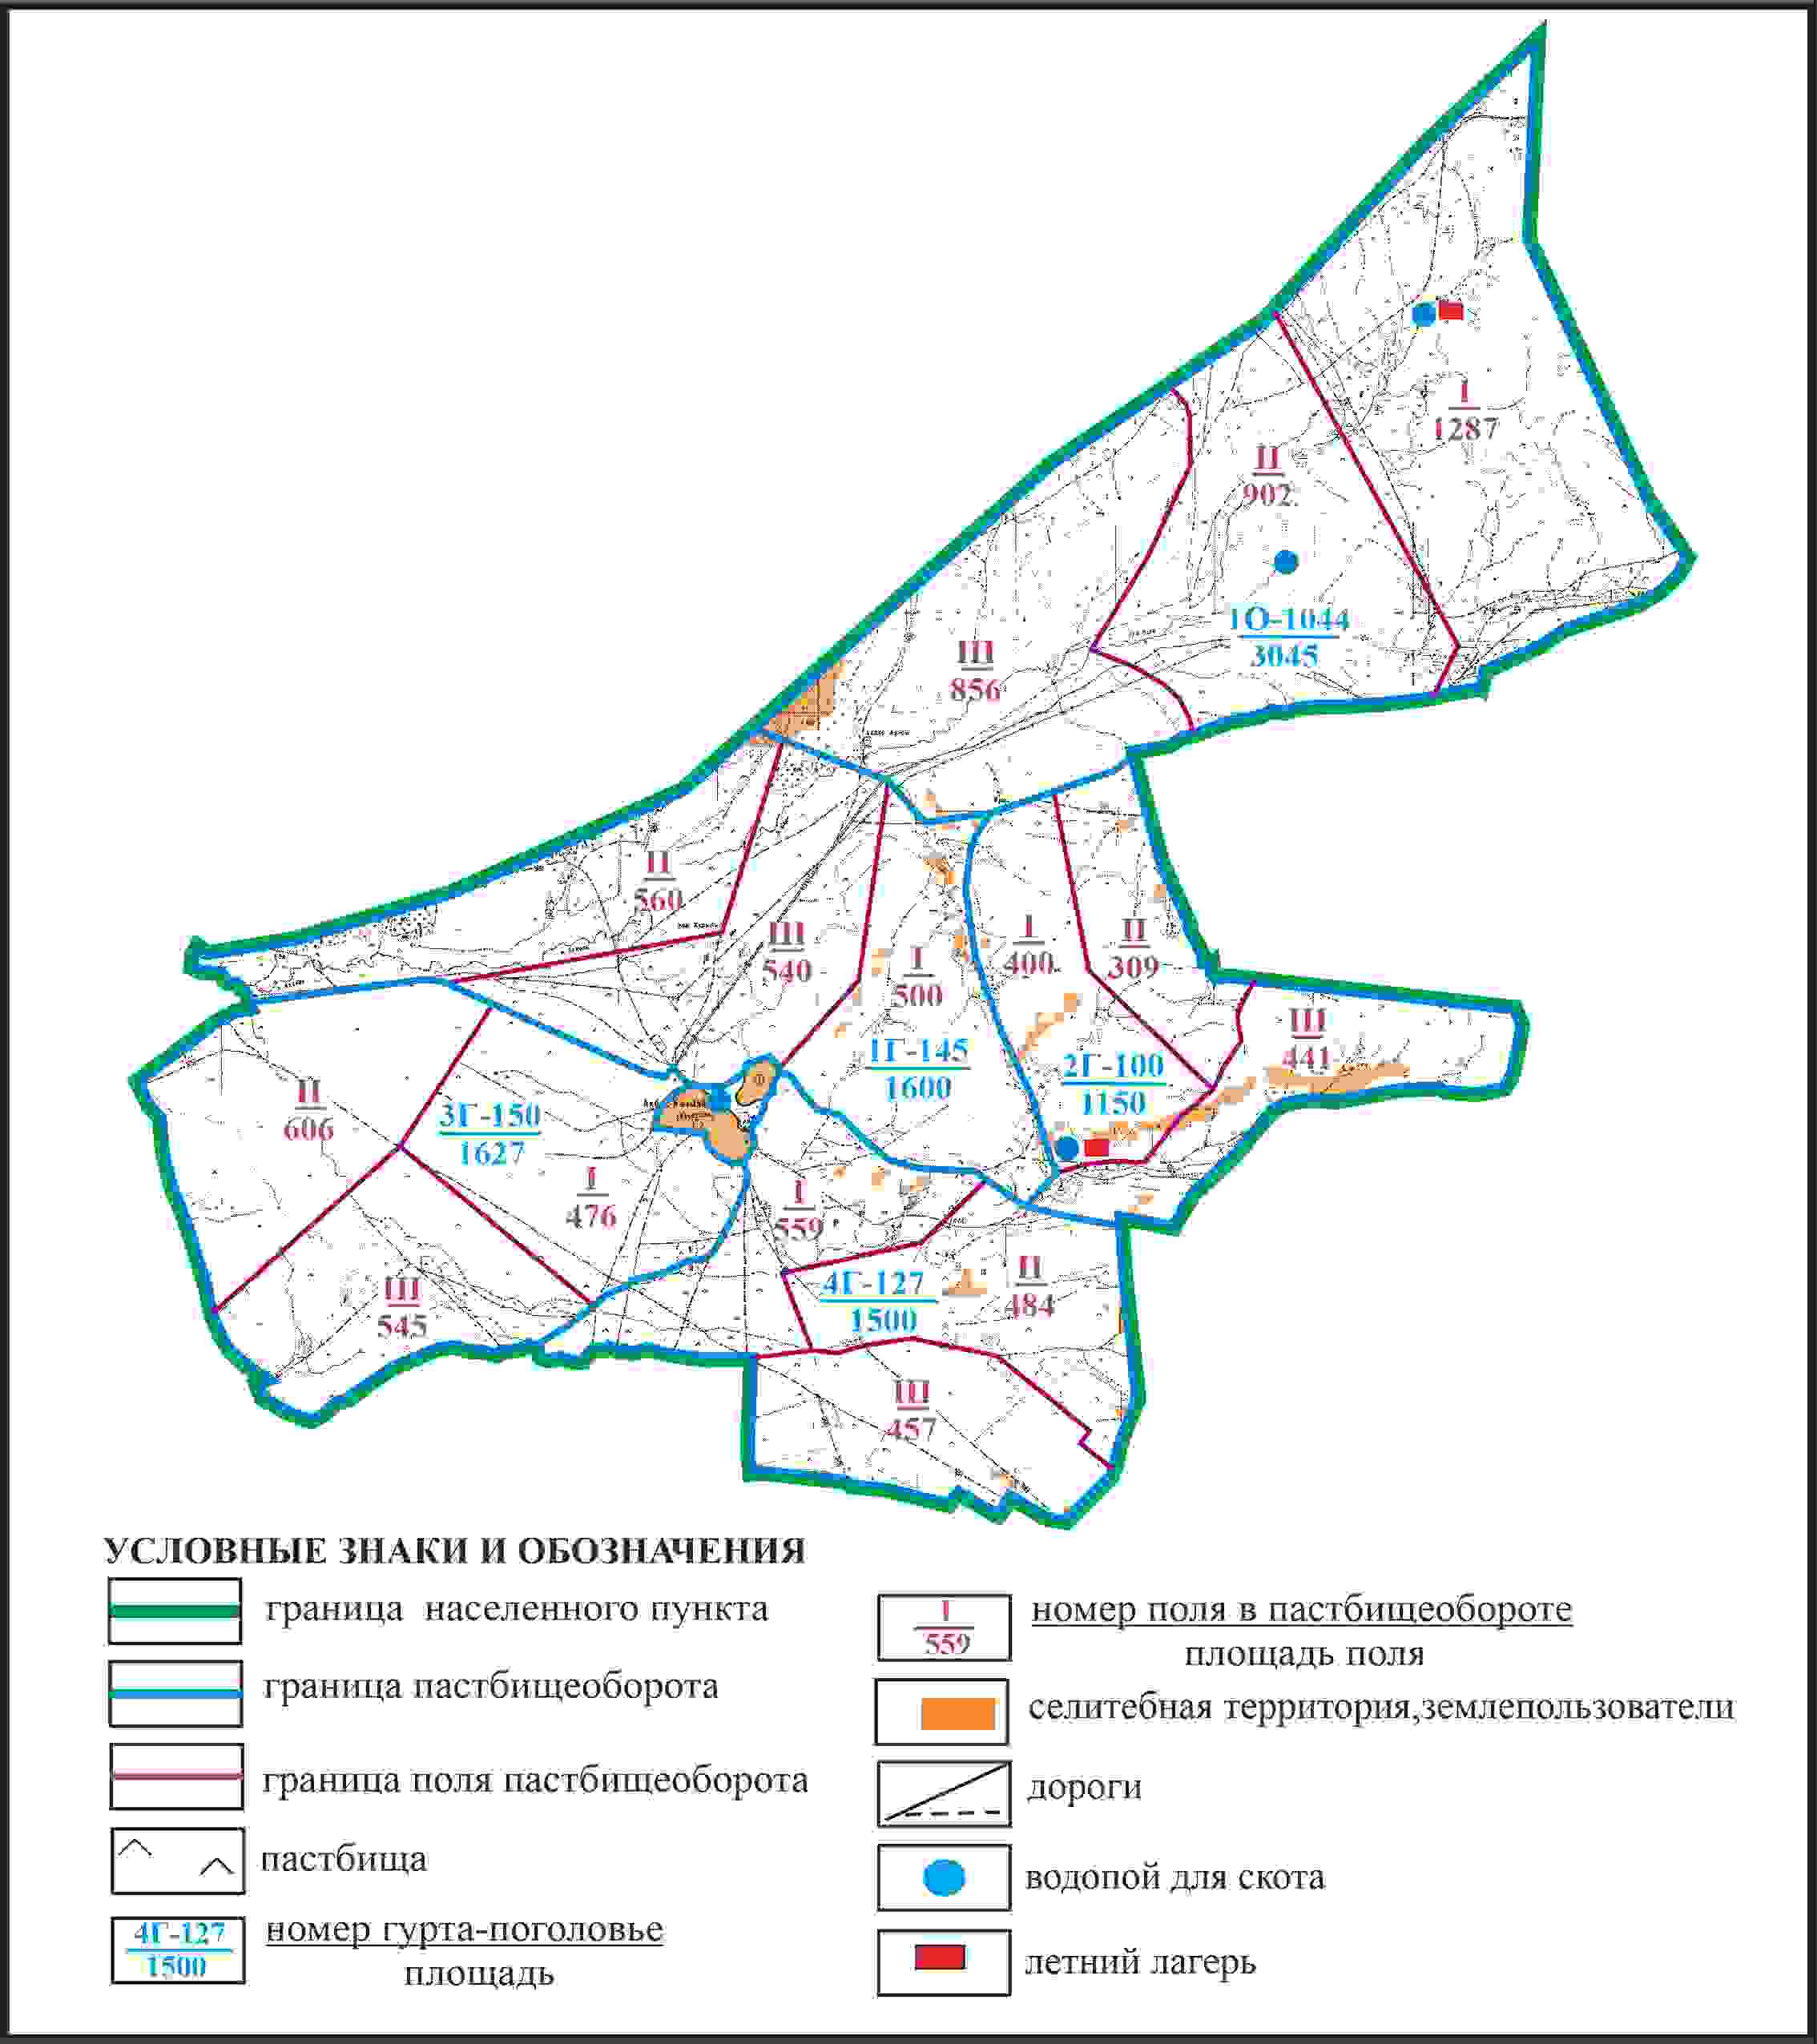 I
1287
II
902
1О-1044
3045
III
856
II
560
III
540
I
500
I
400
II
309
III
441
1Г-145
1600
2Г-100
1150
II
606
3Г-150
1627
I
476
I
559
III
545
4Г-127
1500
II
484
III
457
УСЛОВНЫЕ ЗНАКИ И ОБОЗНАЧЕНИЯ
граница населенного пункта
граница пастбищеоборота
граница поля пастбищеоборота
пастбища
4Г-127
1500
номер гурта-поголовье
площадь
I
559
номер поля в пастбищеобороте
площадь поля
селитебная территория,землепользователи
дороги
водопой для скота
летний лагерь